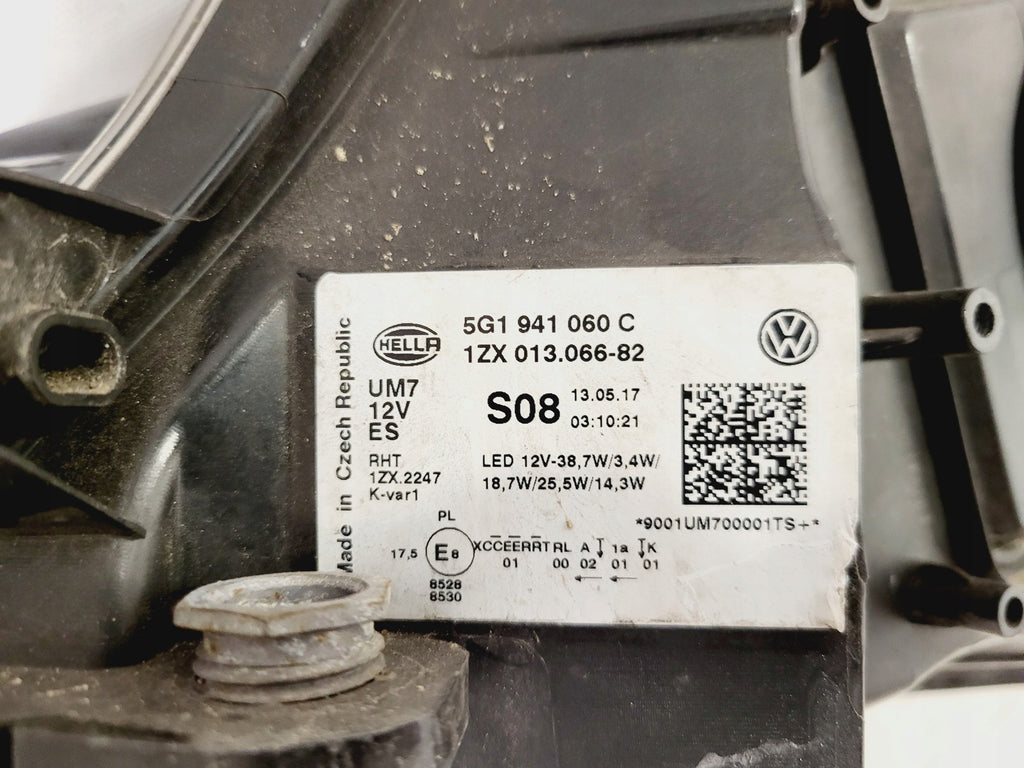 Made in Czech Republic
HELLA
5G1 941 060 C
1ZX 013.066-82
UM7
12V
ES
S08
13.05.17
03:10:21
RHT
1ZX.2247
K-var1
LED 12V-38,7W/3,4W/
18,7W/25,5W/14,3W
*9001UM700001TS+*
PL
17,5
E8
XCCEERRTRL A 1a K
01 00 02 01 01
8528
8530